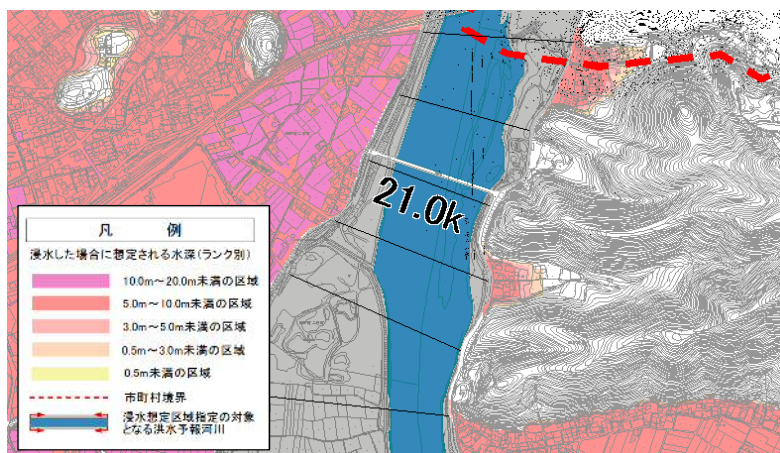 21.0k
凡 例
浸水した場合に想定される水深(ランク別)
10.0m~20.0m未満の区域
5.0m~10.0m未満の区域
3.0m~5.0m未満の区域
0.5m~3.0m未満の区域
0.5m未満の区域
市町村境界
浸水想定区域指定の対象
となる洪水予報河川